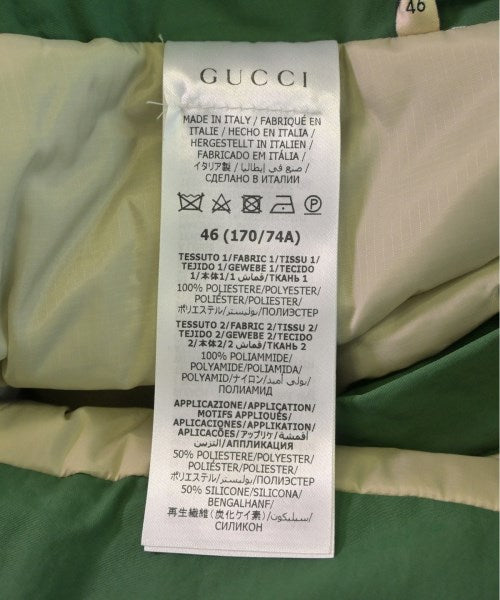 46
GUCCI
MADE IN ITALY / FABRIQUÉ EN
ITALIE / HECHO EN ITALIA /
HERGESTELLT IN ITALIEN /
FABRICADO EM ITÁLIA /
イタリア製 / صنع في إيطاليا /
СДЕЛАНО В ИТАЛИИ
46 (170/74A)
TESSUTO 1/FABRIC 1/TISSU 1/
TEJIDO 1/GEWEBE 1/TECIDO
1/本体1/قماش 1/ТКАНЬ 1
100% POLIESTERE/POLYESTER/
POLIÉSTER/POLIESTER/
ポリエステル/بوليستر/ПОЛИЭСТЕР
TESSUTO 2/FABRIC 2/TISSU 2/
TEJIDO 2/GEWEBE 2/TECIDO
2/本体2/قماش 2/ТКАНЬ 2
100% POLIAMMIDE/
POLYAMIDE/POLIAMIDA/
POLYAMID/ナイロン/بولي أميد/
ПОЛИАМИД
APPLICAZIONE/APPLICATION/
MOTIFS APPLIQUÉS/
APLICACIONES/APPLIKATION/
APLICACÕES/アップリケ/أقمشة
التزيين/АППЛИКАЦИЯ
50% POLIESTERE/POLYESTER/
POLIÉSTER/POLIESTER/
ポリエステル/بوليستر/ПОЛИЭСТЕР
50% SILICONE/SILICONA/
BENGALHANF/
再生繊維 (炭化ケイ素)/سيليكون/
СИЛИКОН